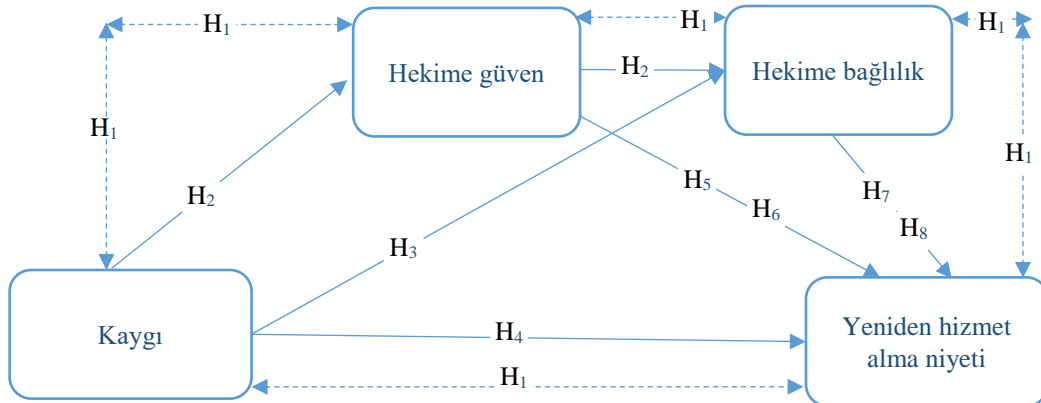 H1
H1
H1
Hekime güven
H2
Hekime bağlılık
H1
H1
H2
H5
H6
H7
H8
H3
Kaygı
H4
Yeniden hizmet
alma niyeti
H1